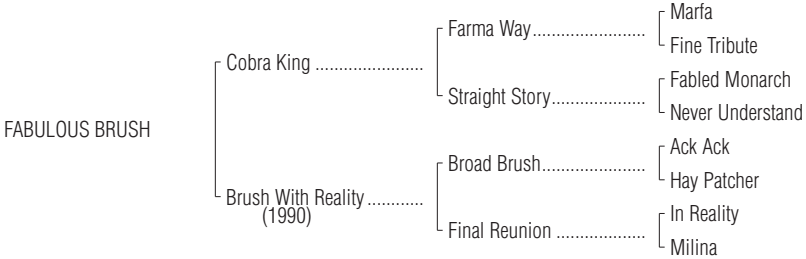 Marfa
Farma Way........................
Fine Tribute
Cobra King .......................
Fabled Monarch
Straight Story....................
Never Understand
FABULOUS BRUSH
Ack Ack
Broad Brush......................
Hay Patcher
Brush With Reality ............
(1990)
In Reality
Final Reunion ...................
Milina